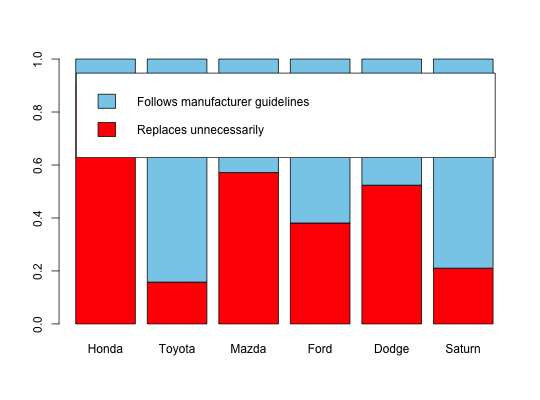 1.0
0.8
0.6
0.4
0.2
0.0
Follows manufacturer guidelines
Replaces unnecessarily
Honda Toyota Mazda Ford Dodge Saturn